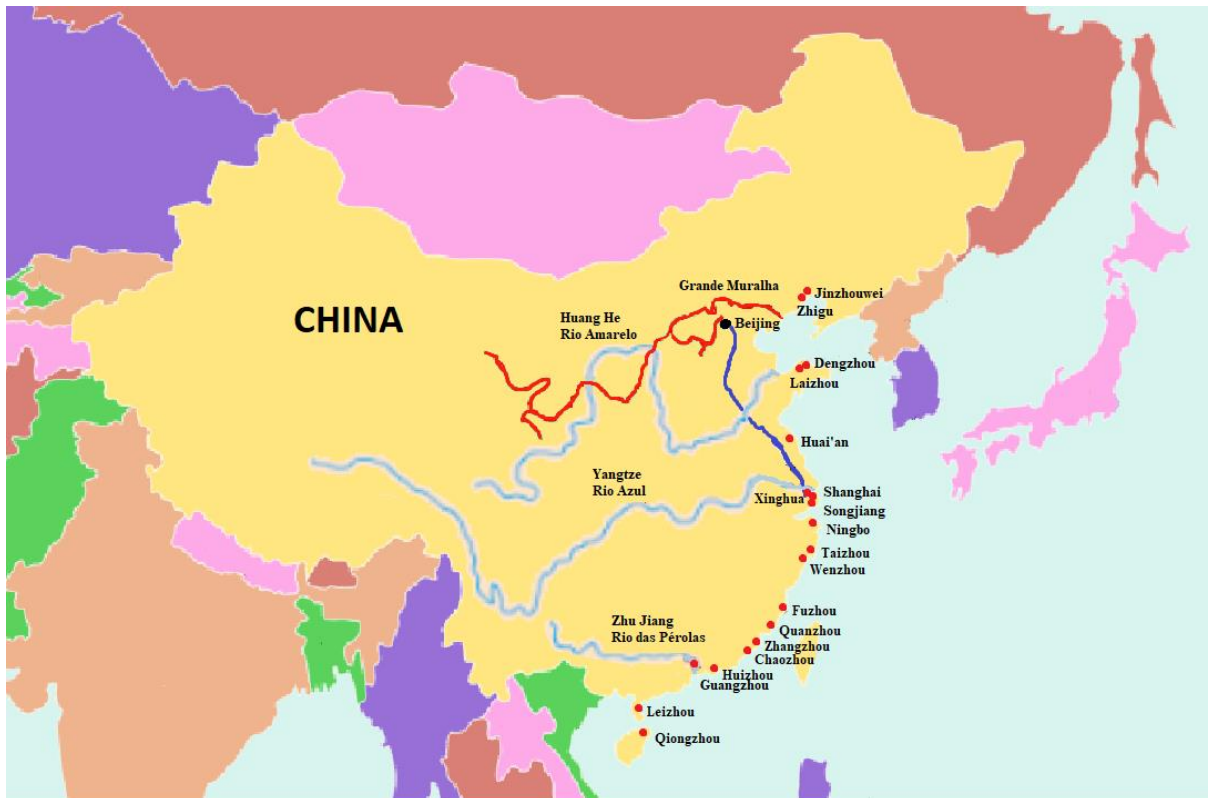 CHINA
Grande Muralha
Jinzhouwei
Zhigu
Huang He
Rio Amarelo
Beijing
Dengzhou
Laizhou
Huai'an
Yangtze
Rio Azul
Xinghua
Shanghai
Songjiang
Ningbo
Taizhou
Wenzhou
Fuzhou
Zhu Jiang
Rio das Pérolas
Quanzhou
Zhangzhou
Chaozhou
Huizhou
Guangzhou
Leizhou
Qiongzhou